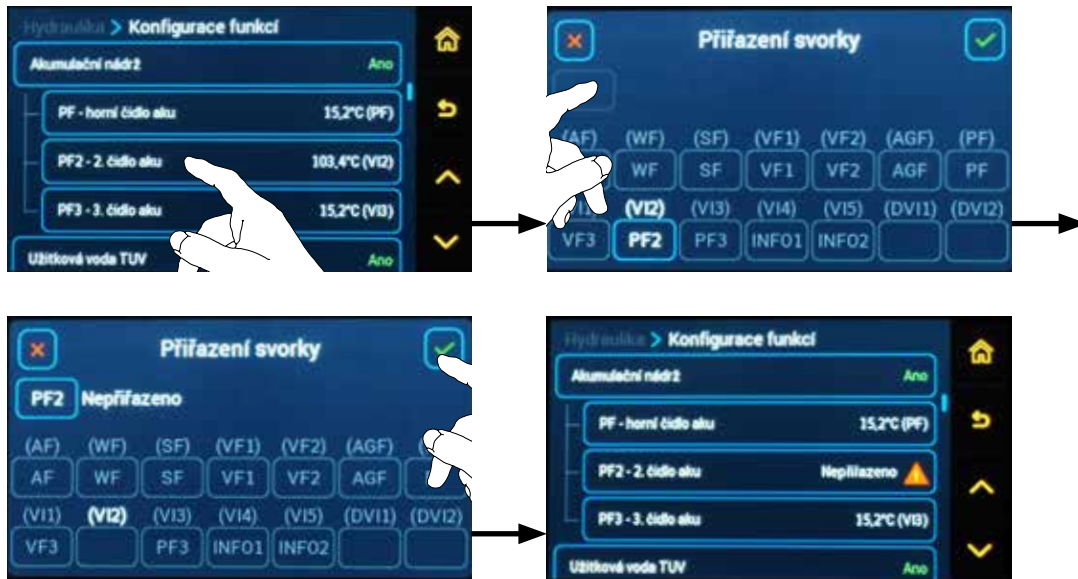 Hydraulika > Konfigurace funkcí
Akumulační nádrž Ano
PF - horní čidlo aku 15,2°C (PF)
PF2 - 2. čidlo aku 103,4°C (VI2)
PF3 - 3. čidlo aku 15,2°C (VI3)
Užitková voda TUV Ano
Přiřazení svorky
(AF) (WF) (SF) (VF1) (VF2) (AGF) (PF)
WF SF VF1 VF2 AGF PF
(VI2) (VI3) (VI4) (VI5) (DVI1) (DVI2)
VF3 PF2 PF3 INFO1 INFO2
Přiřazení svorky
PF2 Nepřiřazeno
(AF) (WF) (SF) (VF1) (VF2) (AGF)
AF WF SF VF1 VF2 AGF
(VI1) (VI2) (VI3) (VI4) (VI5) (DVI1) (DVI2)
VF3 PF3 INFO1 INFO2
Hydraulika > Konfigurace funkcí
Akumulační nádrž Ano
PF - horní čidlo aku 15,2°C (PF)
PF2 - 2. čidlo aku Nepřiřazeno
PF3 - 3. čidlo aku 15,2°C (VI3)
Užitková voda TUV Ano